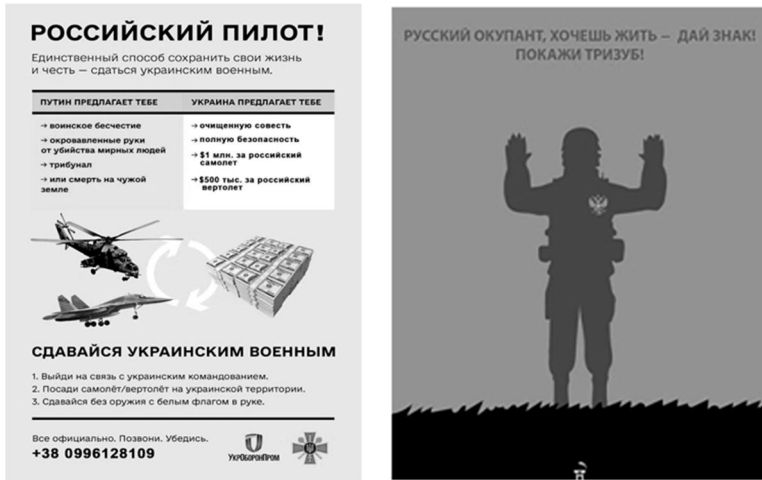 РОССИЙСКИЙ ПИЛОТ!
Единственный способ сохранить свои жизнь
и честь — сдаться украинским военным.
ПУТИН ПРЕДЛАГАЕТ ТЕБЕ
→ воинское бесчестие
→ окровавленные руки
от убийства мирных людей
→ трибунал
→ или смерть на чужой
земле
УКРАИНА ПРЕДЛАГАЕТ ТЕБЕ
→ очищенную совесть
→ полную безопасность
→ $1 млн. за российский
самолет
→ $500 тыс. за российский
вертолет
СДАВАЙСЯ УКРАИНСКИМ ВОЕННЫМ
1. Выйди на связь с украинским командованием.
2. Посади самолёт/вертолёт на украинской территории.
3. Сдавайся без оружия с белым флагом в руке.
Все официально. Позвони. Убедись.
+38 0996128109
УКРОБОРОНПРОМ
РУССКИЙ ОКУПАНТ, ХОЧЕШЬ ЖИТЬ – ДАЙ ЗНАК!
ПОКАЖИ ТРИЗУБ!